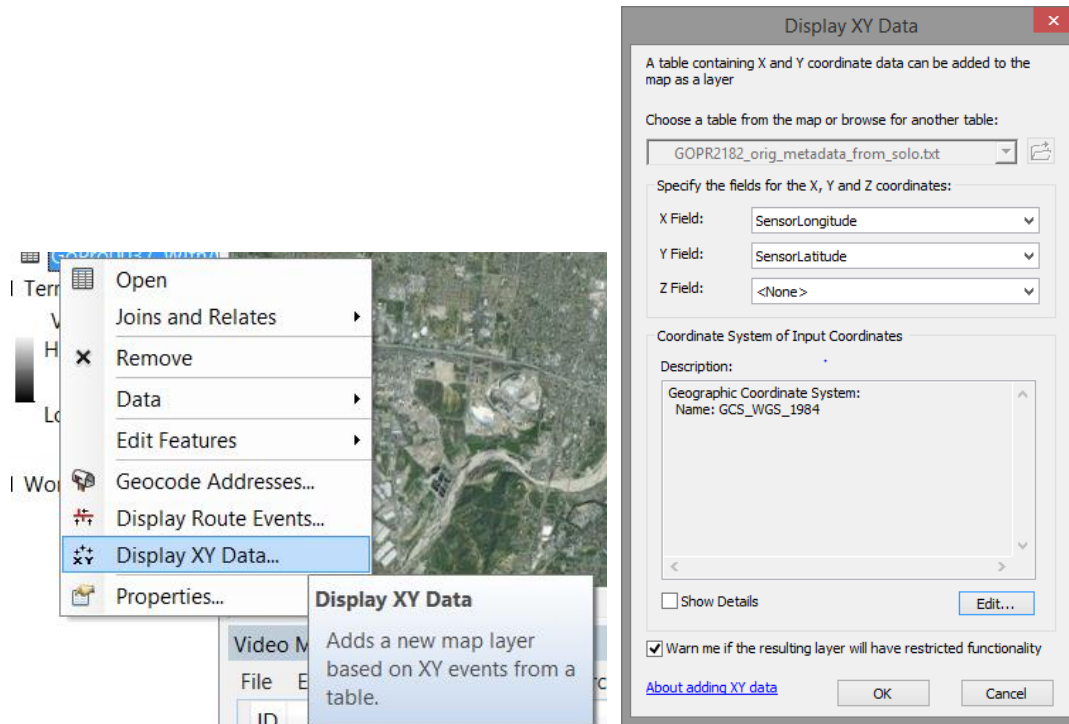 Open
Terr
Joins and Relates
H
Remove
Data
Lo
Edit Features
Geocode Addresses...
Display Route Events...
Display XY Data...
Properties...
Display XY Data
Adds a new map layer
based on XY events from a
table.
Video M
File E
ID
Display XY Data
A table containing X and Y coordinate data can be added to the
map as a layer
Choose a table from the map or browse for another table:
GOPR2182_orig_metadata_from_solo.txt
Specify the fields for the X, Y and Z coordinates:
X Field: SensorLongitude
Y Field: SensorLatitude
Z Field: <None>
Coordinate System of Input Coordinates
Description:
Geographic Coordinate System:
Name: GCS_WGS_1984
Show Details
Edit...
Warn me if the resulting layer will have restricted functionality
About adding XY data
OK
Cancel